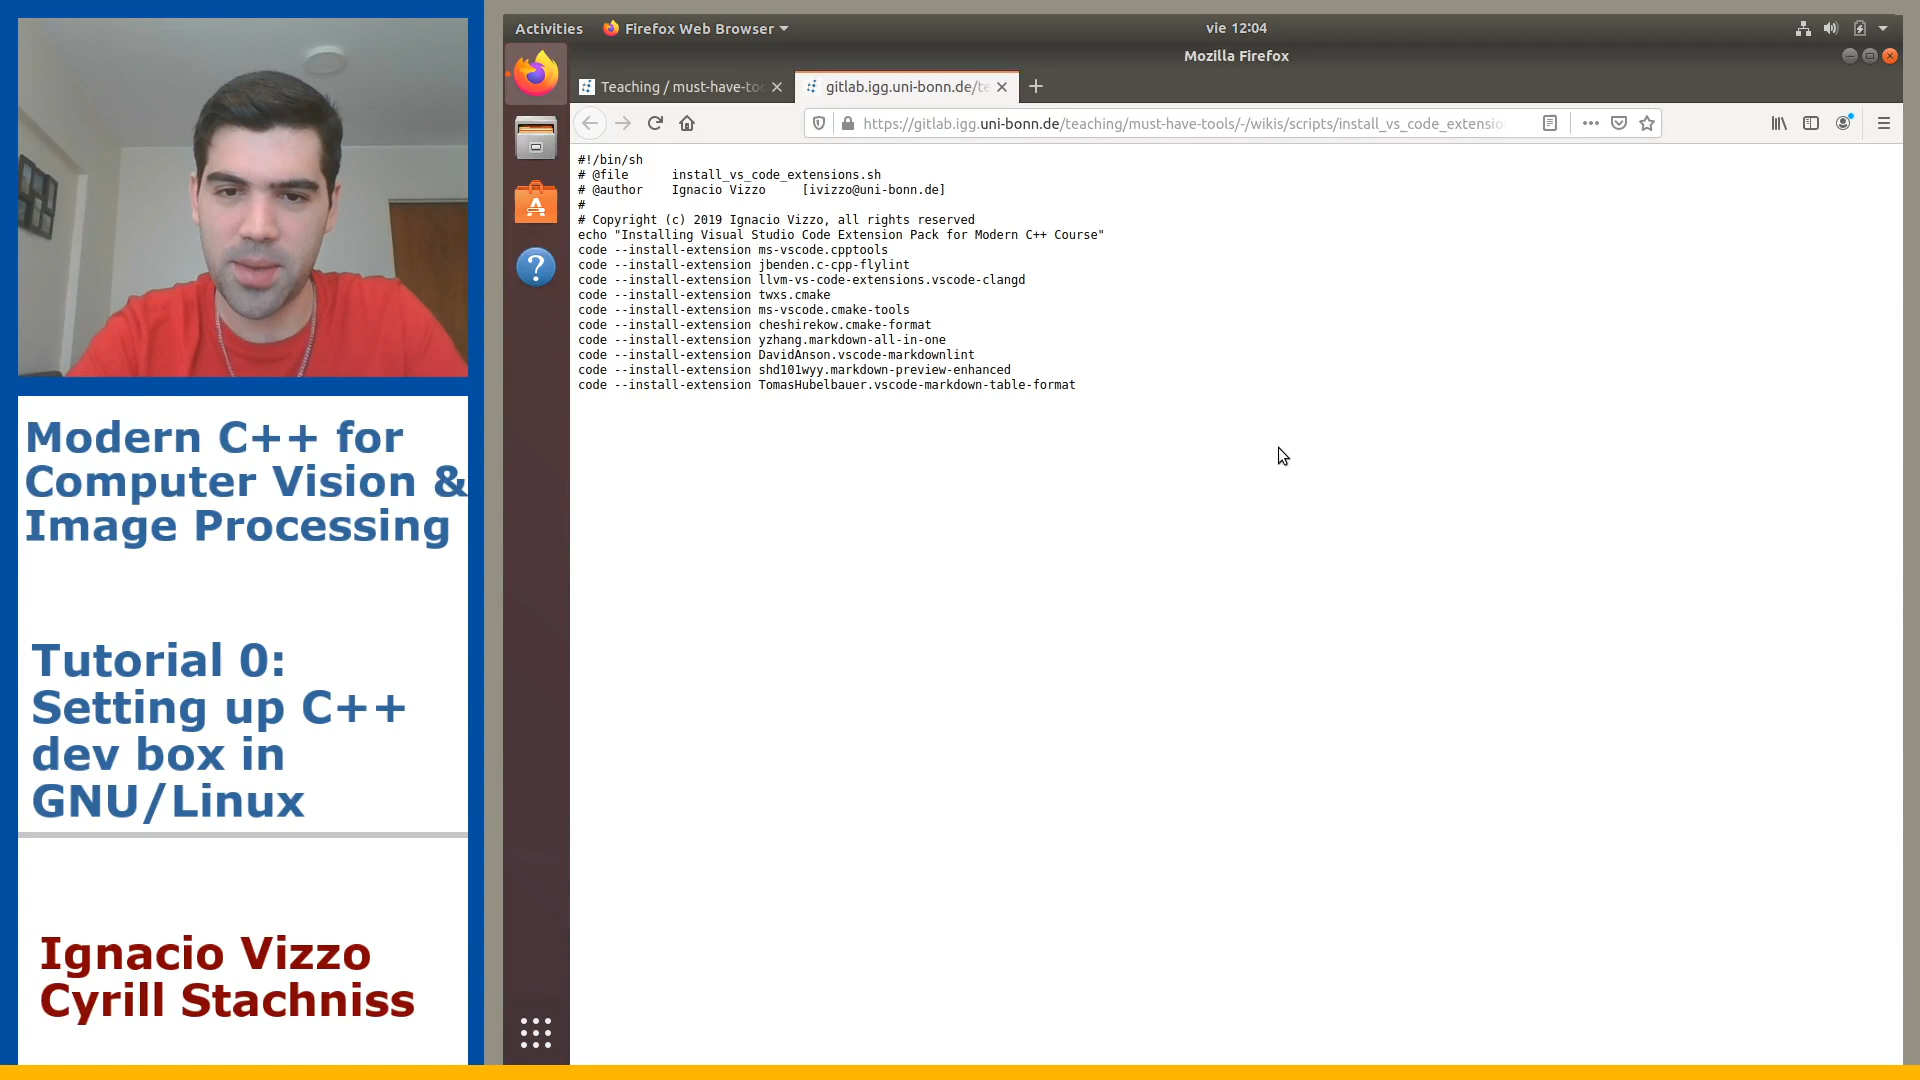 Modern C++ for
Computer Vision &
Image Processing
Tutorial 0:
Setting up C++
dev box in
GNU/Linux
Ignacio Vizzo
Cyrill Stachniss
Activities
Firefox Web Browser
vie 12:04
Mozilla Firefox
Teaching / must-have-too
gitlab.igg.uni-bonn.de/te
https://gitlab.igg.uni-bonn.de/teaching/must-have-tools/-/wikis/scripts/install_vs_code_extensio
#!/bin/sh
# @file install_vs_code_extensions.sh
# @author Ignacio Vizzo [ivizzo@uni-bonn.de]
#
# Copyright (c) 2019 Ignacio Vizzo, all rights reserved
echo "Installing Visual Studio Code Extension Pack for Modern C++ Course"
code --install-extension ms-vscode.cpptools
code --install-extension jbenden.c-cpp-flylint
code --install-extension llvm-vs-code-extensions.vscode-clangd
code --install-extension twxs.cmake
code --install-extension ms-vscode.cmake-tools
code --install-extension cheshirekow.cmake-format
code --install-extension yzhang.markdown-all-in-one
code --install-extension DavidAnson.vscode-markdownlint
code --install-extension shd101wyy.markdown-preview-enhanced
code --install-extension TomasHubelbauer.vscode-markdown-table-format